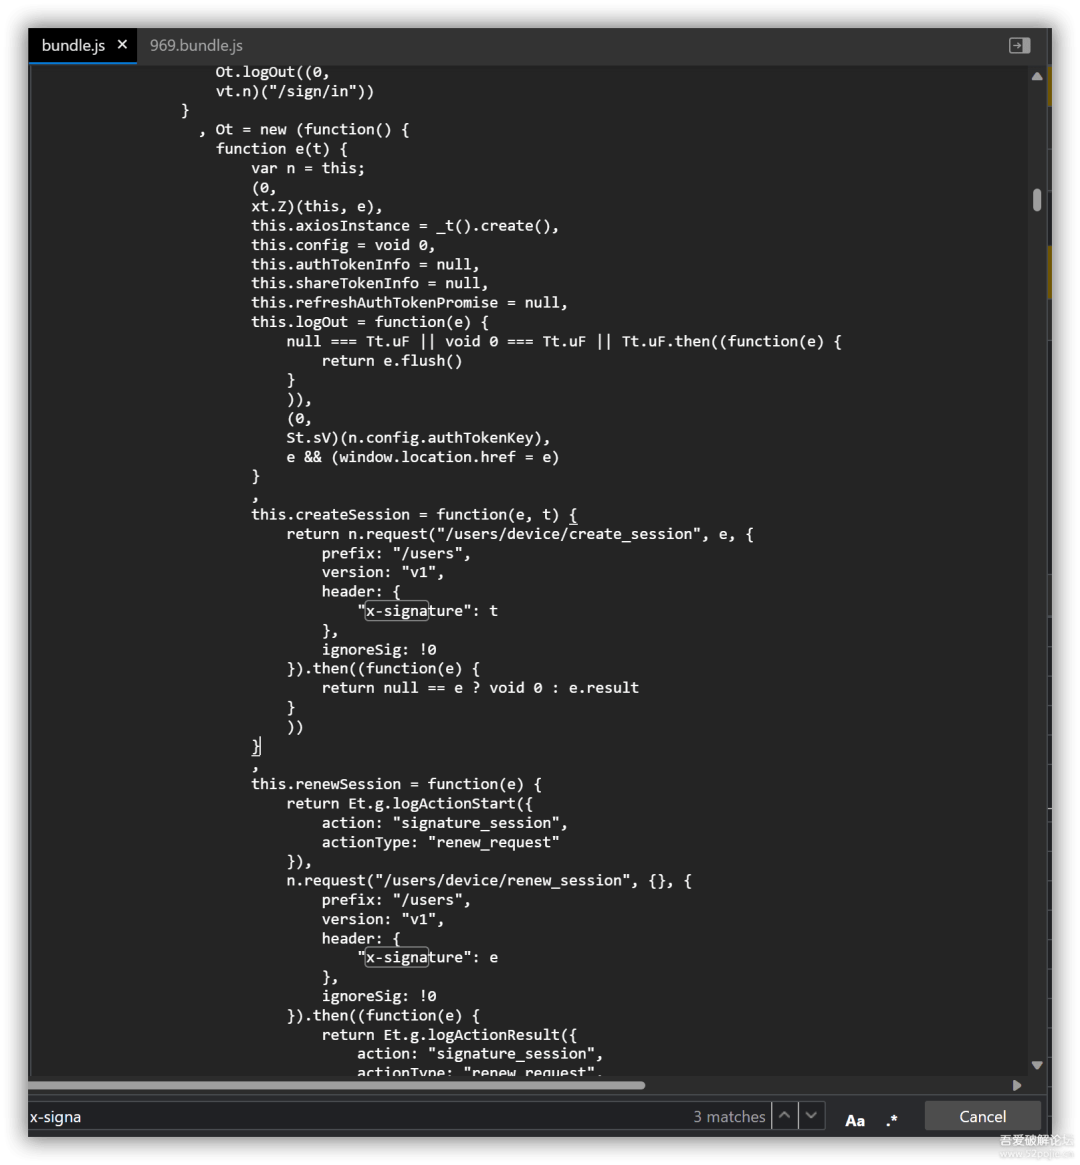 bundle.js × 969.bundle.js
Ot.logOut((0,
vt.n)("/sign/in"))
}
, Ot = new (function() {
function e(t) {
var n = this;
(0,
xt.Z)(this, e),
this.axiosInstance = _t().create(),
this.config = void 0,
this.authTokenInfo = null,
this.shareTokenInfo = null,
this.refreshAuthTokenPromise = null,
this.logOut = function(e) {
null === Tt.uF || void 0 === Tt.uF || Tt.uF.then((function(e) {
return e.flush()
}
)),
(0,
St.sV)(n.config.authTokenKey),
e && (window.location.href = e)
}
,
this.createSession = function(e, t) {
return n.request("/users/device/create_session", e, {
prefix: "/users",
version: "v1",
header: {
"x-signature": t
},
ignoreSig: !0
}).then((function(e) {
return null == e ? void 0 : e.result
}
))
}
,
this.renewSession = function(e) {
return Et.g.logActionStart({
action: "signature_session",
actionType: "renew_request"
}),
n.request("/users/device/renew_session", {}, {
prefix: "/users",
version: "v1",
header: {
"x-signature": e
},
ignoreSig: !0
}).then((function(e) {
return Et.g.logActionResult({
action: "signature_session",
actionType: "renew_request",
x-signa 3 matches Aa .* Cancel
吾爱破解论坛
www.52pojie.cn